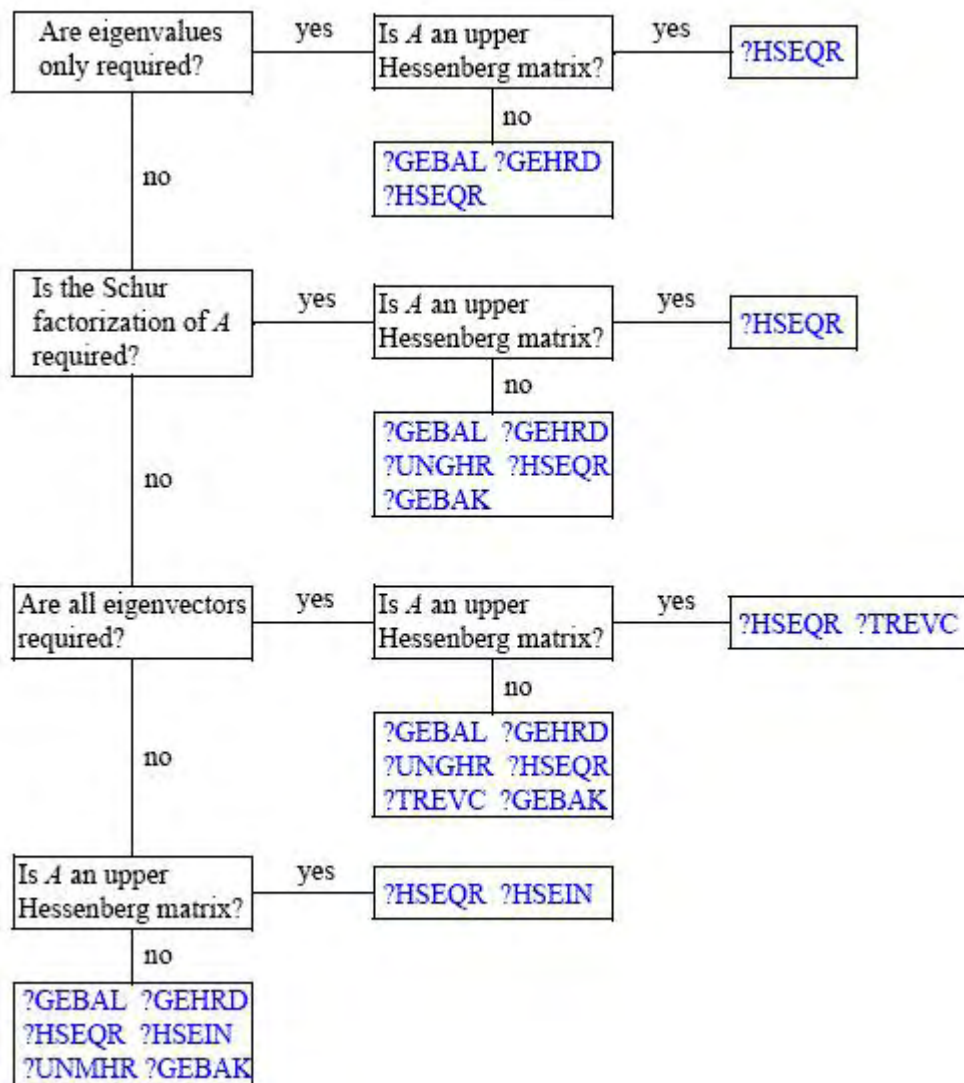 Are eigenvalues
only required?
yes
Is A an upper
Hessenberg matrix?
yes
?HSEQR
no
?GEBAL ?GEHRD
?HSEQR
no
Is the Schur
factorization of A
required?
yes
Is A an upper
Hessenberg matrix?
yes
?HSEQR
no
?GEBAL ?GEHRD
?UNGHR ?HSEQR
?GEBAK
no
Are all eigenvectors
required?
yes
Is A an upper
Hessenberg matrix?
yes
?HSEQR ?TREVC
no
?GEBAL ?GEHRD
?UNGHR ?HSEQR
?TREVC ?GEBAK
no
Is A an upper
Hessenberg matrix?
yes
?HSEQR ?HSEIN
no
?GEBAL ?GEHRD
?HSEQR ?HSEIN
?UNMHR ?GEBAK